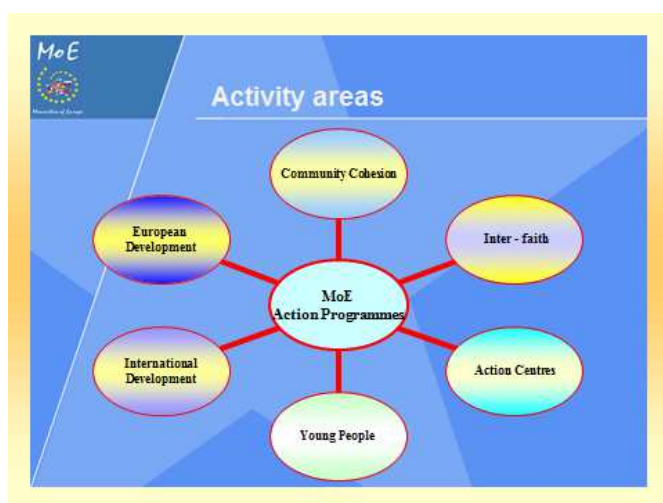 MoE
Activity areas
Community Cohesion
European
Development
Inter - faith
MoE
Action Programmes
International
Development
Action Centres
Young People